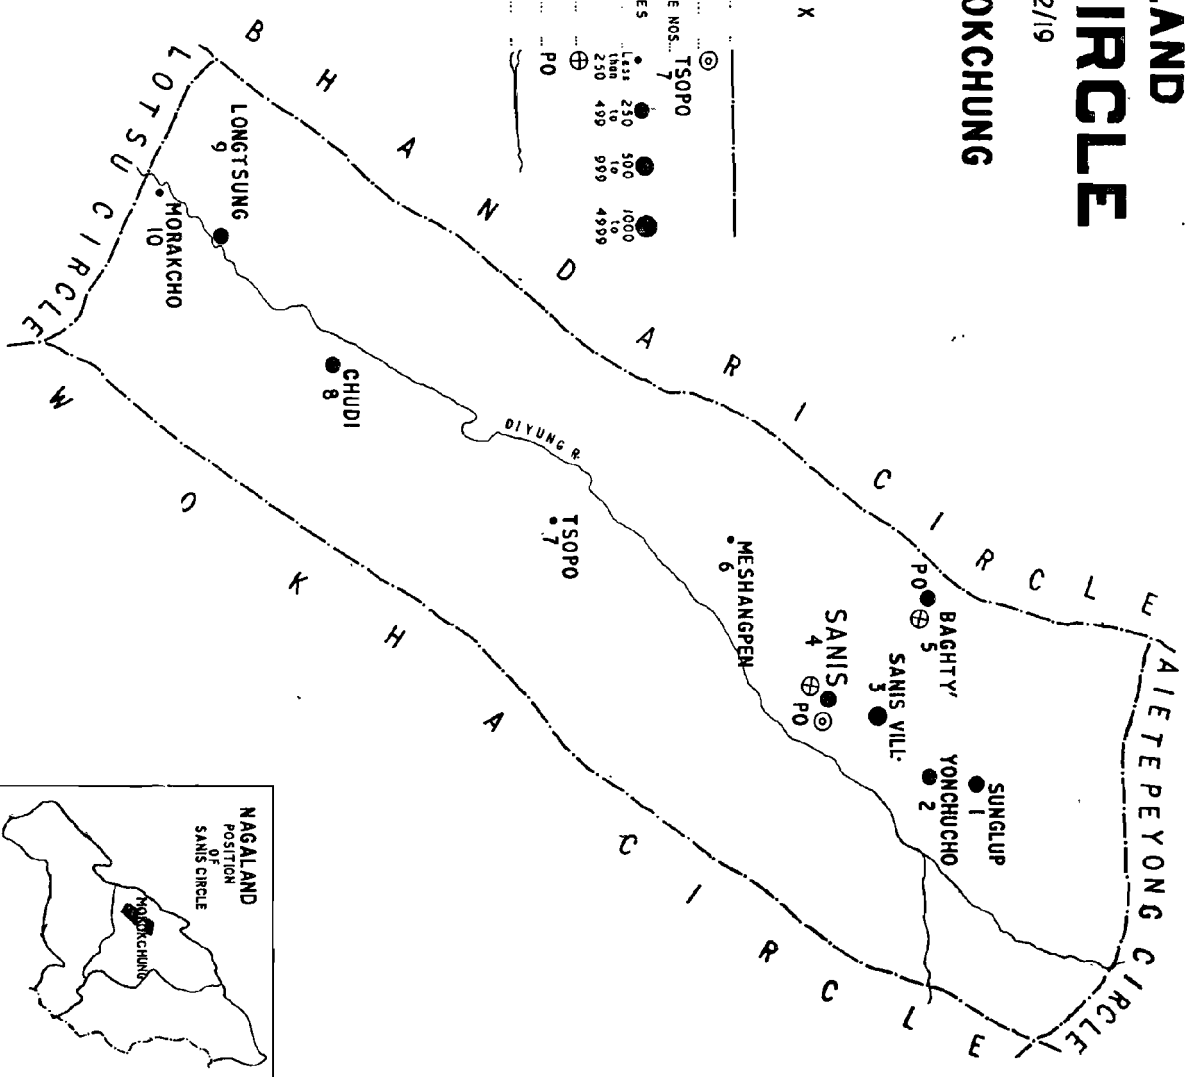 LAND
IRCLE
2/19
OKCHUNG
X
E NOS... TSOPO
7
ES
Less than 250
250 to 499
500 to 999
1000 to 4999
PO
BHANDARI CIRCLE
AIETEPEYONG CIRCLE
LOTSU CIRCLE
WOKHA CIRCLE
SUNGLUP
1
YONCHUCHO
2
SANIS VILL.
3
SANIS
4
PO
BAGHTY'
5
PO
MESHANGPEN
6
TSOPO
7
CHUDI
8
LONGTSUNG
9
MORAKCHO
10
DIYUNG R.
NAGALAND
POSITION
OF
SANIS CIRCLE
MOKOKCHUNG